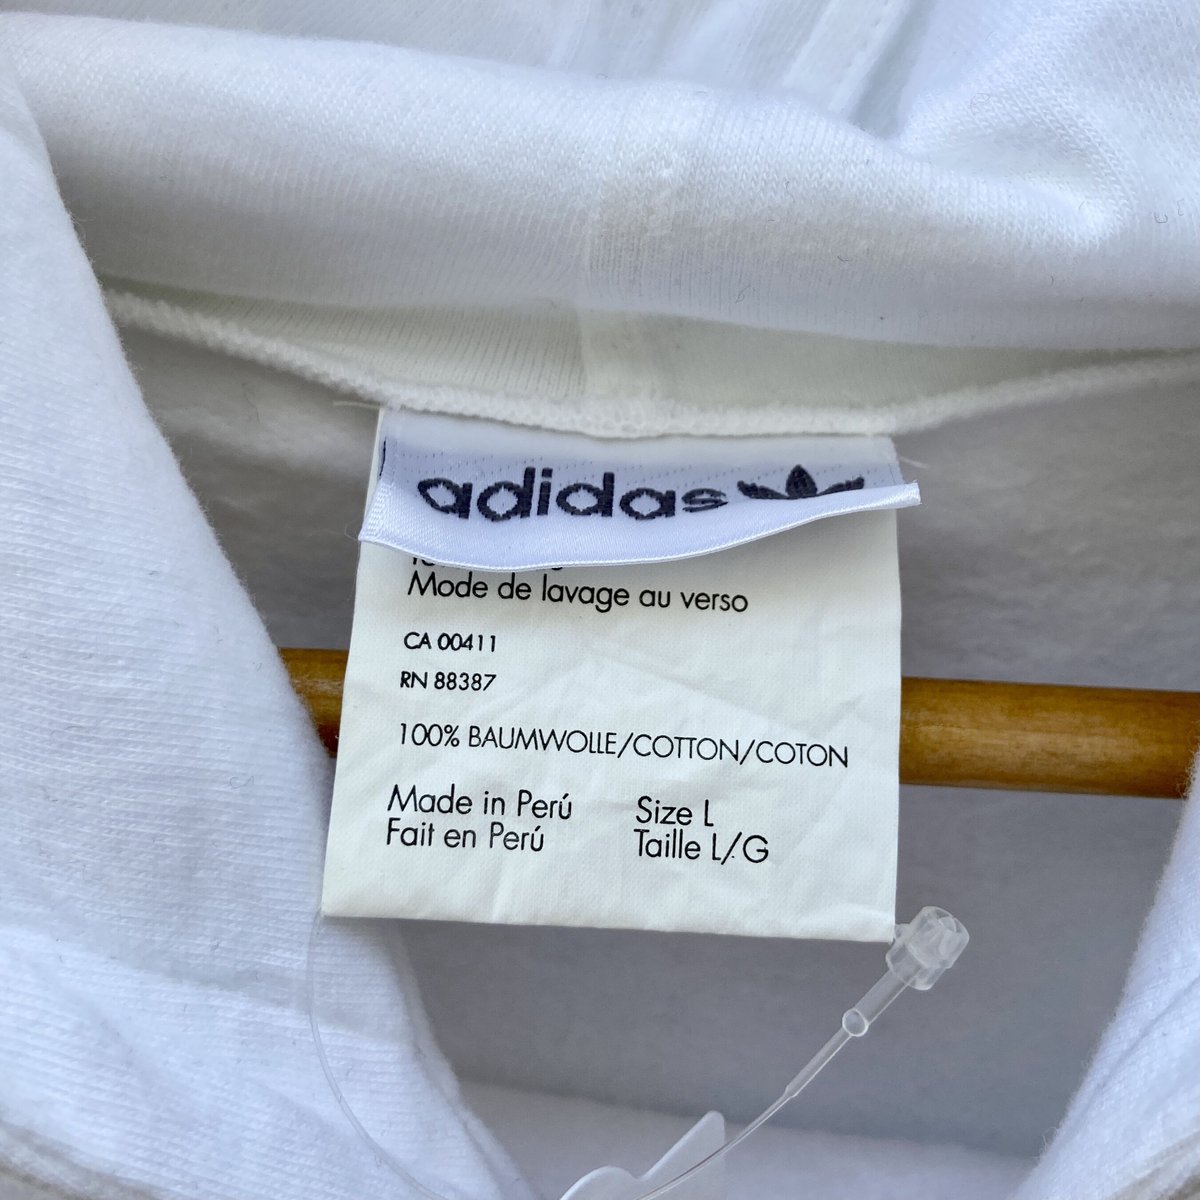 adidas
Mode de lavage au verso
CA 00411
RN 88387
100% BAUMWOLLE/COTTON/COTON
Made in Perú Size L
Fait en Perú Taille L/G